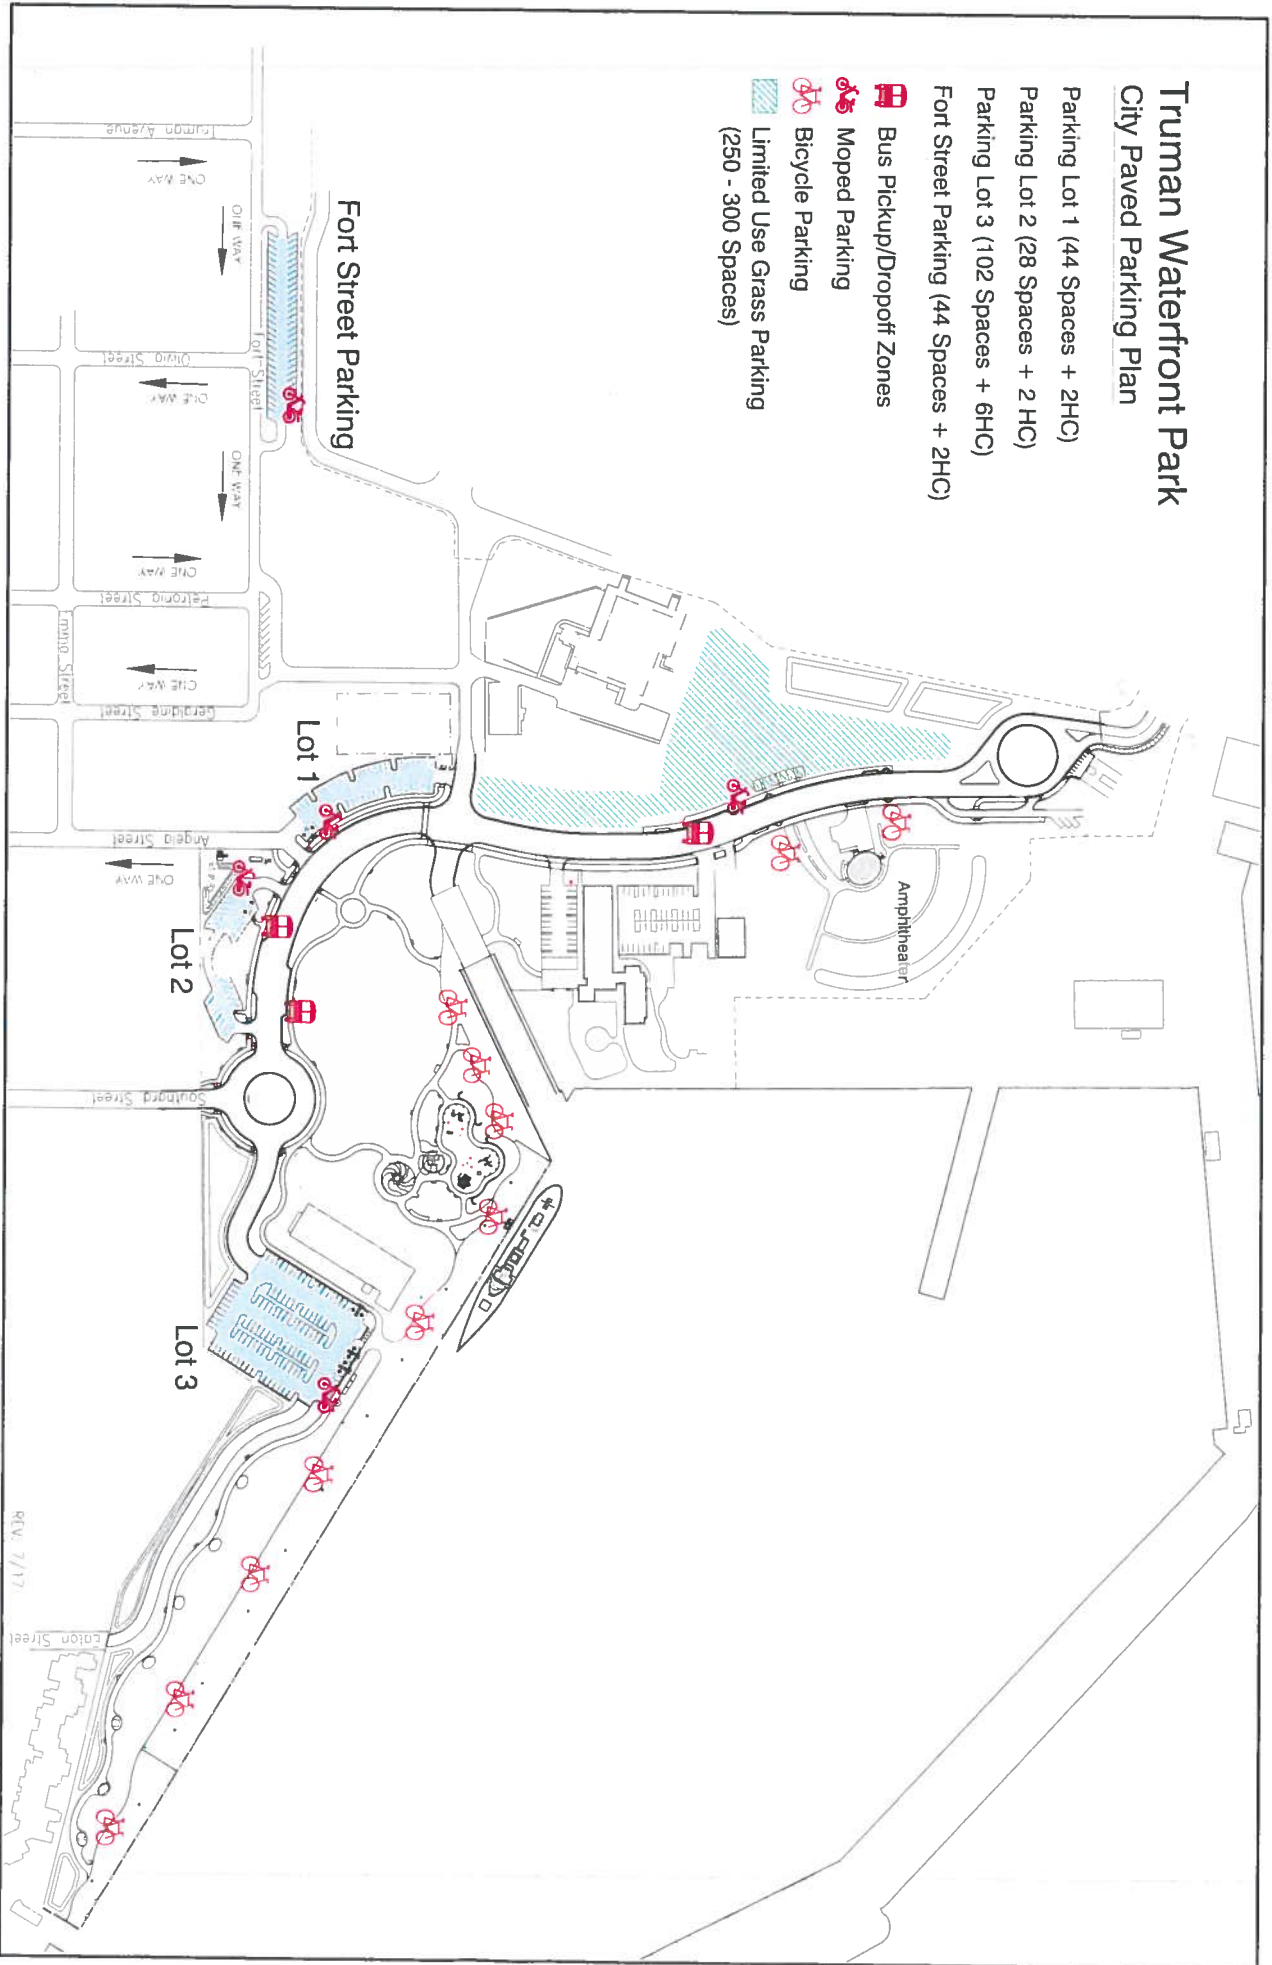 Truman Waterfront Park
City Paved Parking Plan
Parking Lot 1 (44 Spaces + 2HC)
Parking Lot 2 (28 Spaces + 2 HC)
Parking Lot 3 (102 Spaces + 6HC)
Fort Street Parking (44 Spaces + 2HC)
Bus Pickup/Dropoff Zones
Moped Parking
Bicycle Parking
Limited Use Grass Parking
(250 - 300 Spaces)
Fort Street Parking
Amphitheater
Lot 1
Lot 2
Lot 3
Truman Avenue
ONE WAY
ONE WAY
Fort Street
Olivia Street
ONE WAY
ONE WAY
ONE WAY
Petronia Street
Emma Street
ONE WAY
Geraldine Street
Angela Street
ONE WAY
Southard Street
Eaton Street
REV. 7/17